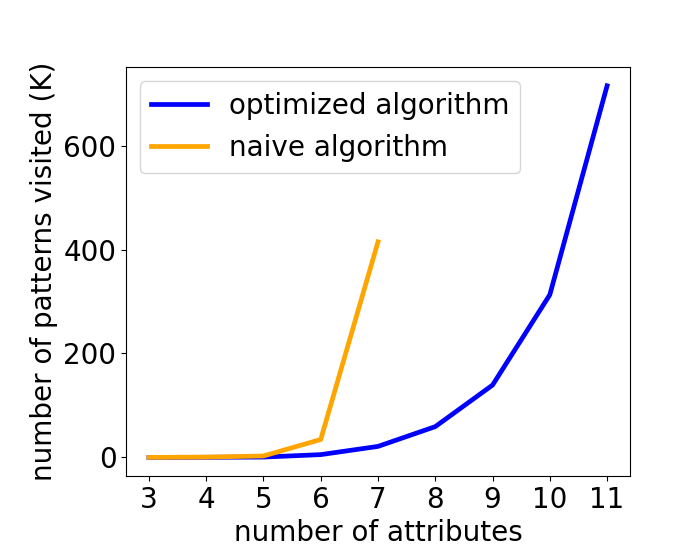 optimized algorithm
naive algorithm
number of patterns visited (K)
600
400
200
0
3 4 5 6 7 8 9 10 11
number of attributes